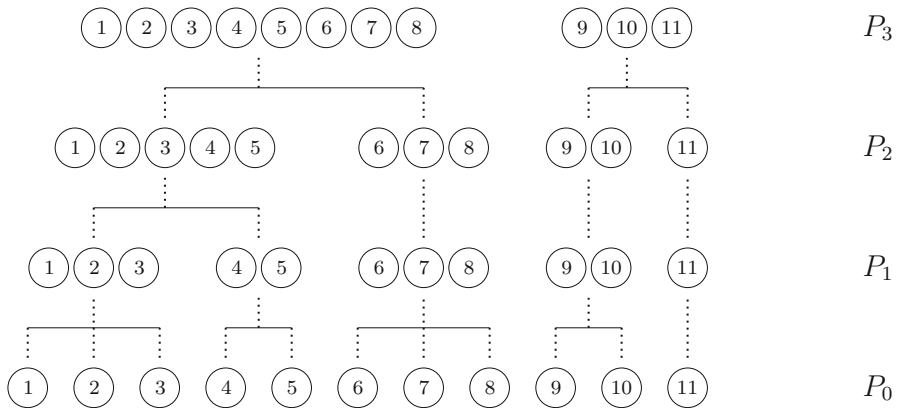 1 2 3 4 5 6 7 8 9 10 11 P₃
1 2 3 4 5 6 7 8 9 10 11 P₂
1 2 3 4 5 6 7 8 9 10 11 P₁
1 2 3 4 5 6 7 8 9 10 11 P₀